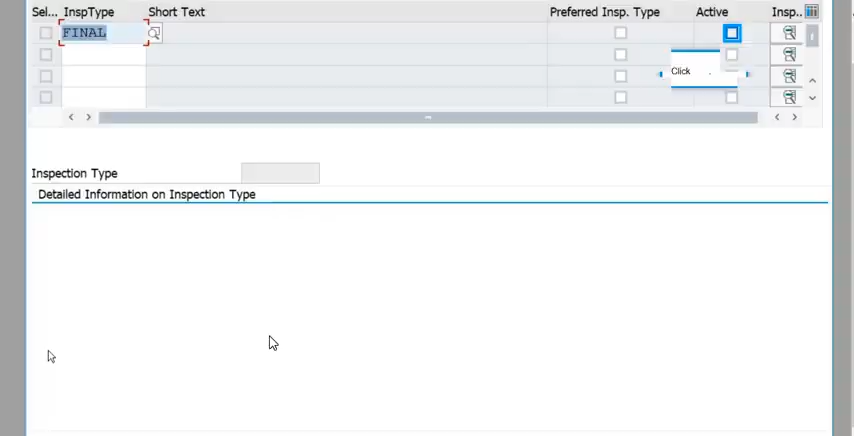 Sel... InspType Short Text Preferred Insp. Type Active Insp..
FINAL
Click
Inspection Type
Detailed Information on Inspection Type